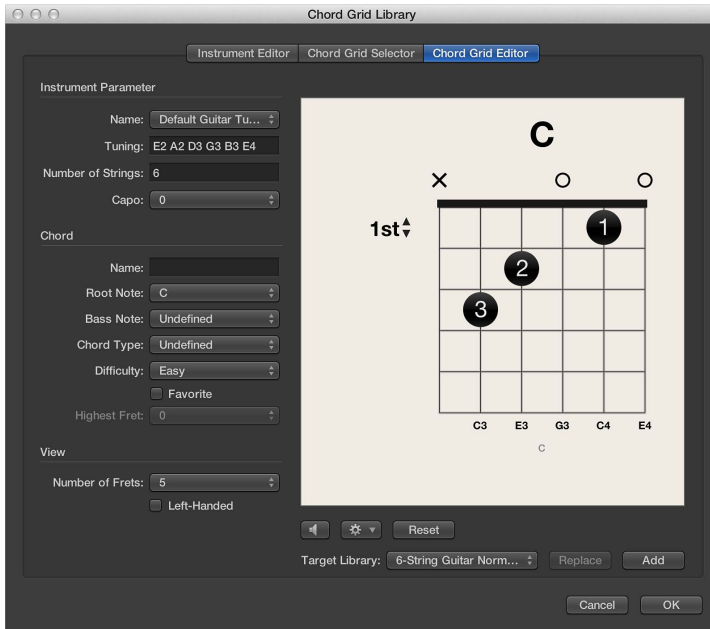 Chord Grid Library
Instrument Editor Chord Grid Selector Chord Grid Editor
Instrument Parameter
Name: Default Guitar Tu...
Tuning: E2 A2 D3 G3 B3 E4
Number of Strings: 6
Capo: 0
Chord
Name:
Root Note: C
Bass Note: Undefined
Chord Type: Undefined
Difficulty: Easy
Favorite
Highest Fret: 0
View
Number of Frets: 5
Left-Handed
C
1st
1
2
3
C3 E3 G3 C4 E4
C
Reset
Target Library: 6-String Guitar Norm... Replace Add
Cancel OK